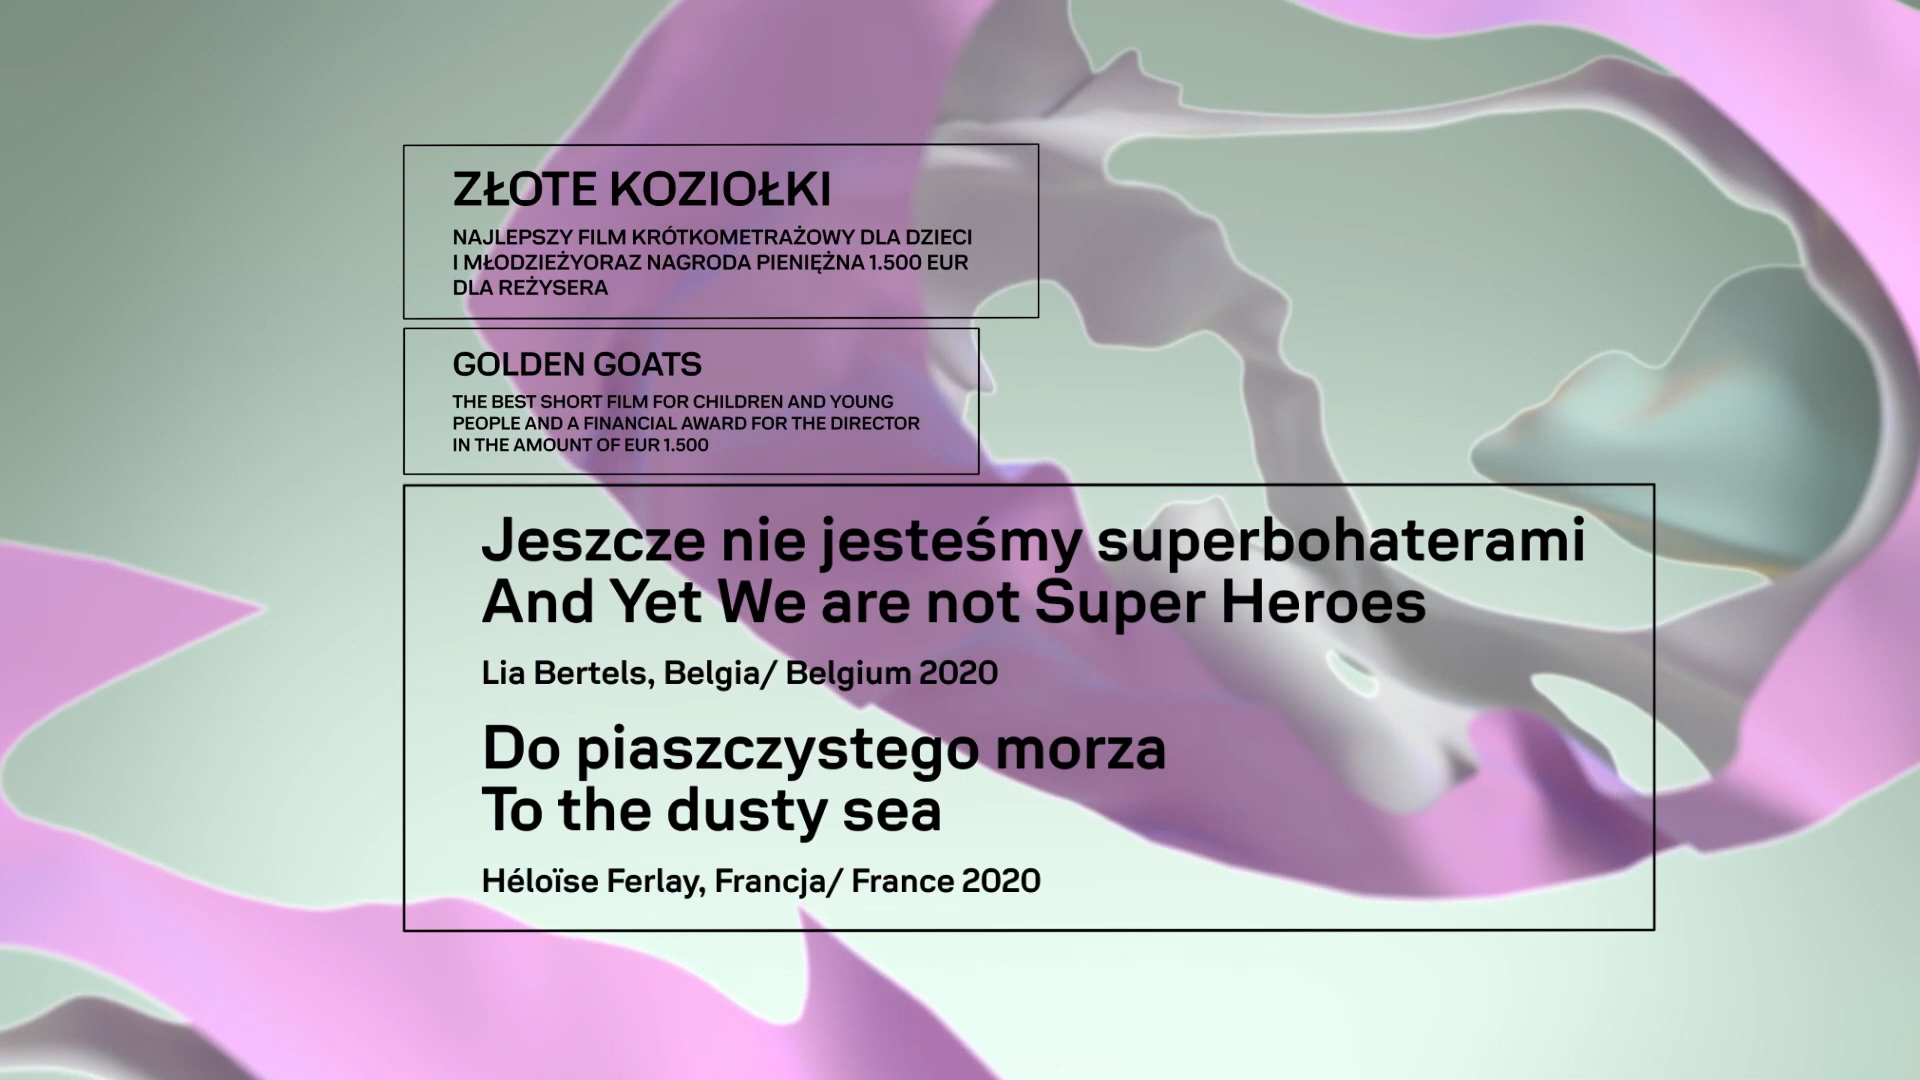 ZŁOTE KOZIOŁKI
NAJLEPSZY FILM KRÓTKOMETRAŻOWY DLA DZIECI
I MŁODZIEŻYORAZ NAGRODA PIENIĘŻNA 1.500 EUR
DLA REŻYSERA
GOLDEN GOATS
THE BEST SHORT FILM FOR CHILDREN AND YOUNG
PEOPLE AND A FINANCIAL AWARD FOR THE DIRECTOR
IN THE AMOUNT OF EUR 1.500
Jeszcze nie jesteśmy superbohaterami
And Yet We are not Super Heroes
Lia Bertels, Belgia/ Belgium 2020
Do piaszczystego morza
To the dusty sea
Héloïse Ferlay, Francja/ France 2020